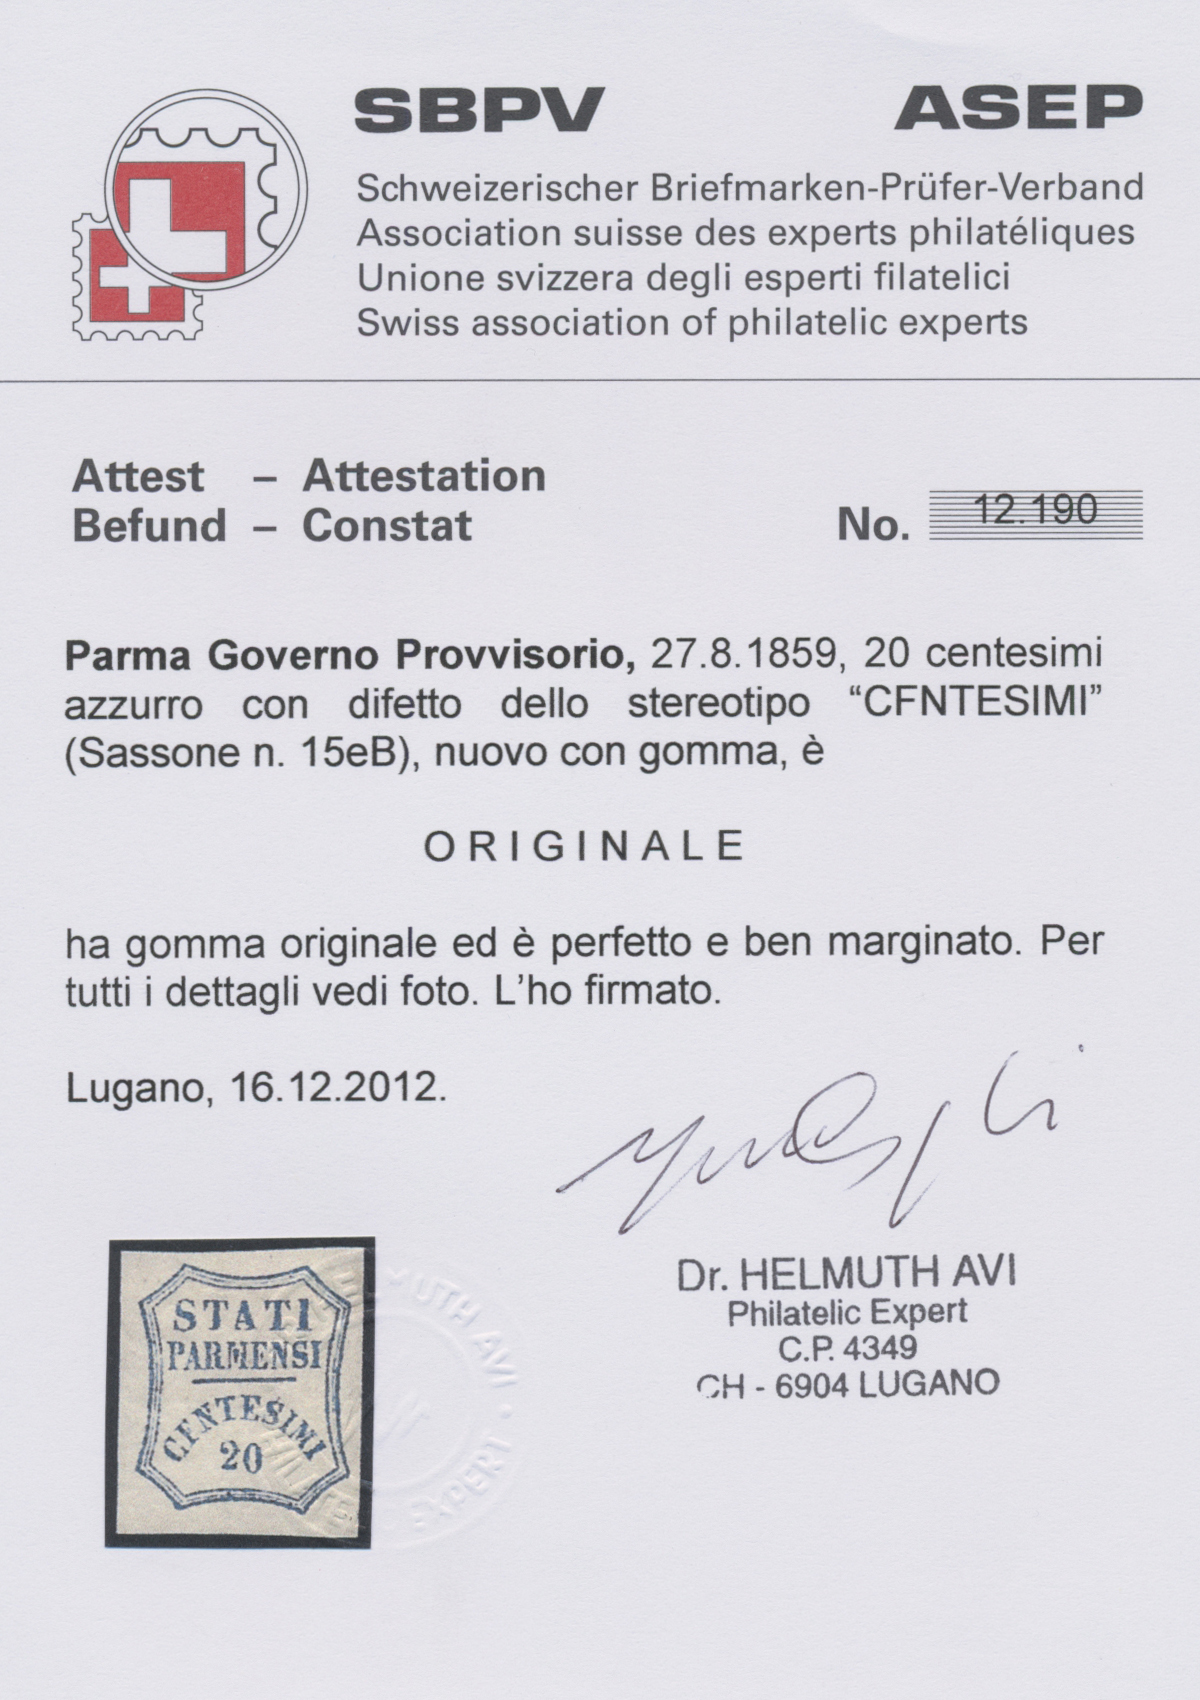 SBPV ASEP
Schweizerischer Briefmarken-Prüfer-Verband
Association suisse des experts philatéliques
Unione svizzera degli esperti filatelici
Swiss association of philatelic experts
Attest – Attestation
Befund – Constat
No. 12.190
Parma Governo Provvisorio, 27.8.1859, 20 centesimi
azzurro con difetto dello stereotipo “CFNTESIMI”
(Sassone n. 15eB), nuovo con gomma, è
ORIGINALE
ha gomma originale ed è perfetto e ben marginato. Per
tutti i dettagli vedi foto. L’ho firmato.
Lugano, 16.12.2012.
Dr. HELMUTH AVI
Philatelic Expert
C.P. 4349
CH - 6904 LUGANO
STATI
PARMENSI
CFNTESIMI
20
HELMUTH AVI • EXPERT